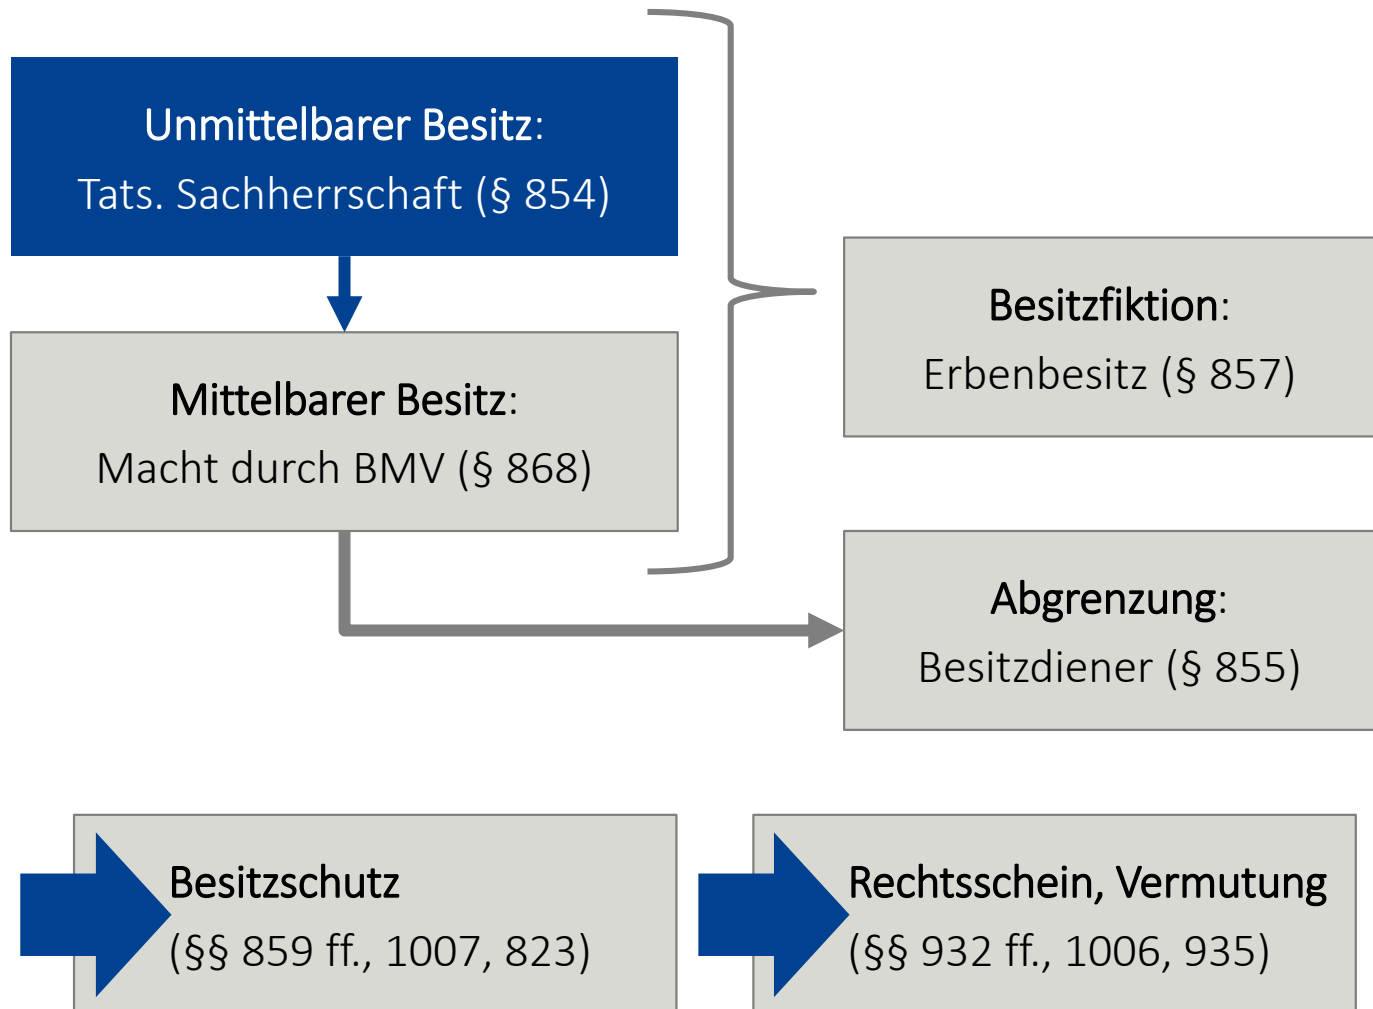 Unmittelbarer Besitz:
Tats. Sachherrschaft (§ 854)
Mittelbarer Besitz:
Macht durch BMV (§ 868)
Besitzfiktion:
Erbenbesitz (§ 857)
Abgrenzung:
Besitzdiener (§ 855)
Besitzschutz
(§§ 859 ff., 1007, 823)
Rechtsschein, Vermutung
(§§ 932 ff., 1006, 935)